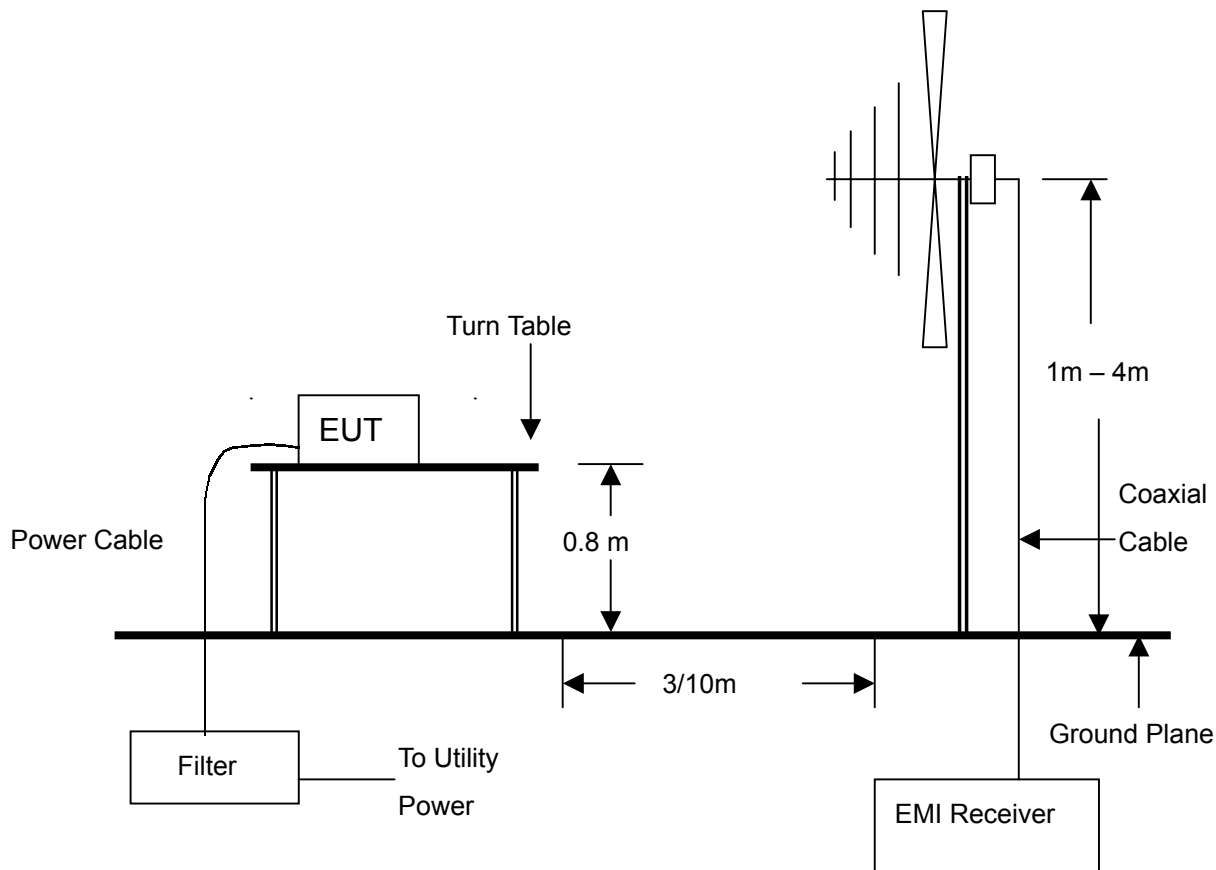 Turn Table
1m – 4m
EUT
Coaxial
Cable
Power Cable
0.8 m
3/10m
Ground Plane
Filter
To Utility
Power
EMI Receiver